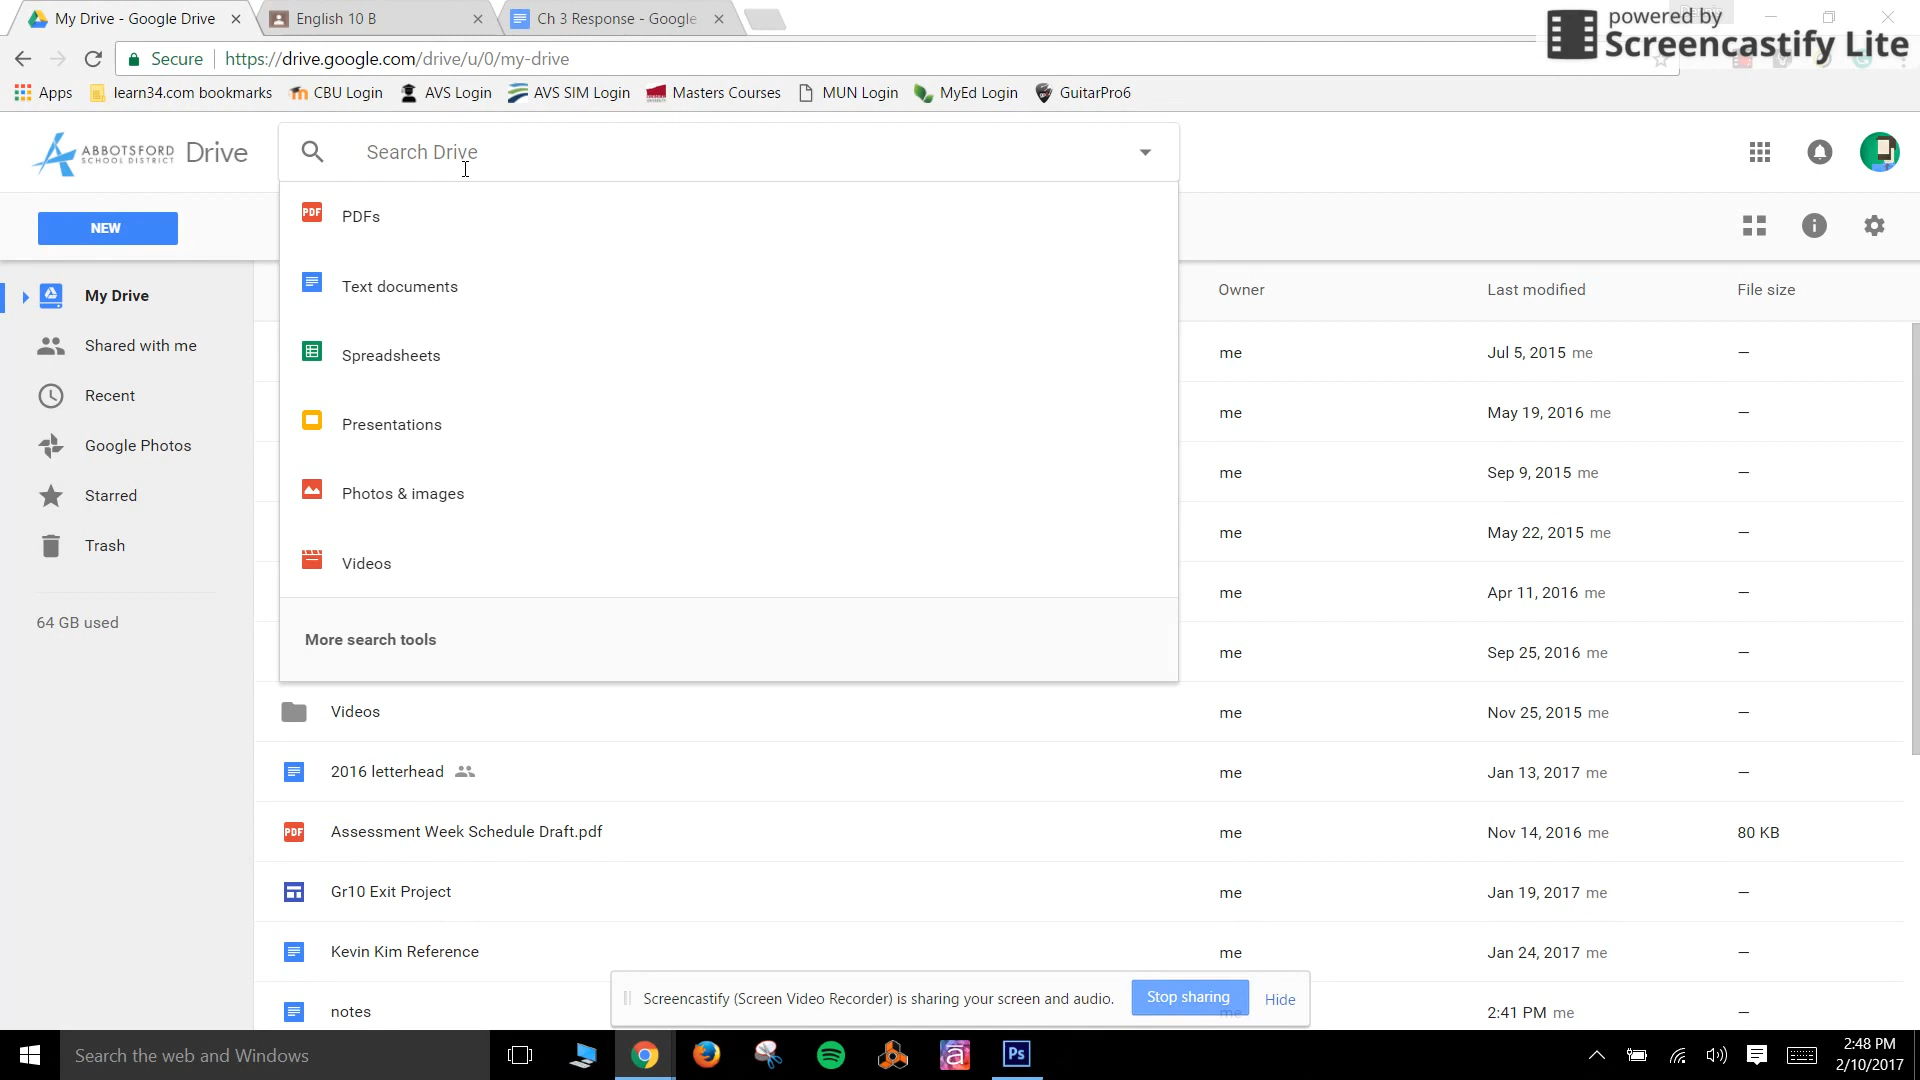 My Drive - Google Drive
English 10 B
Ch 3 Response - Google
powered by
Screencastify Lite
Secure
https://drive.google.com/drive/u/0/my-drive
Apps
learn34.com bookmarks
CBU Login
AVS Login
AVS SIM Login
Masters Courses
MUN Login
MyEd Login
GuitarPro6
ABBOTSFORD
SCHOOL DISTRICT
Drive
Search Drive
NEW
PDF
PDFs
Text documents
Spreadsheets
Presentations
Photos & images
Videos
More search tools
My Drive
Shared with me
Recent
Google Photos
Starred
Trash
64 GB used
Owner Last modified File size
me Jul 5, 2015 me —
me May 19, 2016 me —
me Sep 9, 2015 me —
me May 22, 2015 me —
me Apr 11, 2016 me —
me Sep 25, 2016 me —
Videos me Nov 25, 2015 me —
2016 letterhead me Jan 13, 2017 me —
PDF Assessment Week Schedule Draft.pdf me Nov 14, 2016 me 80 KB
Gr10 Exit Project me Jan 19, 2017 me —
Kevin Kim Reference me Jan 24, 2017 me —
notes me 2:41 PM me —
Screencastify (Screen Video Recorder) is sharing your screen and audio.
Stop sharing
Hide
Search the web and Windows
Ps
2:48 PM
2/10/2017